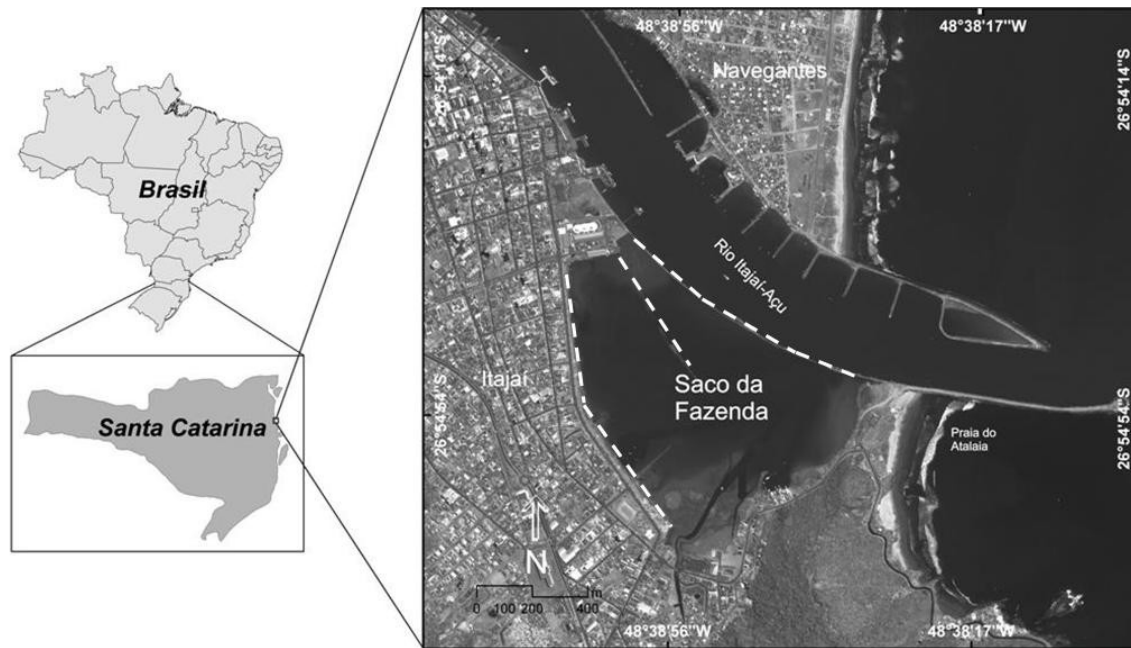 Brasil
Santa Catarina
48°38'56"W
48°38'17"W
26°54'14"S
26°54'14"S
Navegantes
Rio Itajaí-Açu
Itajaí
Saco da
Fazenda
26°54'54"S
26°54'54"S
Praia do
Atalaia
N
m
0 100 200 400
48°38'56"W
48°38'17"W